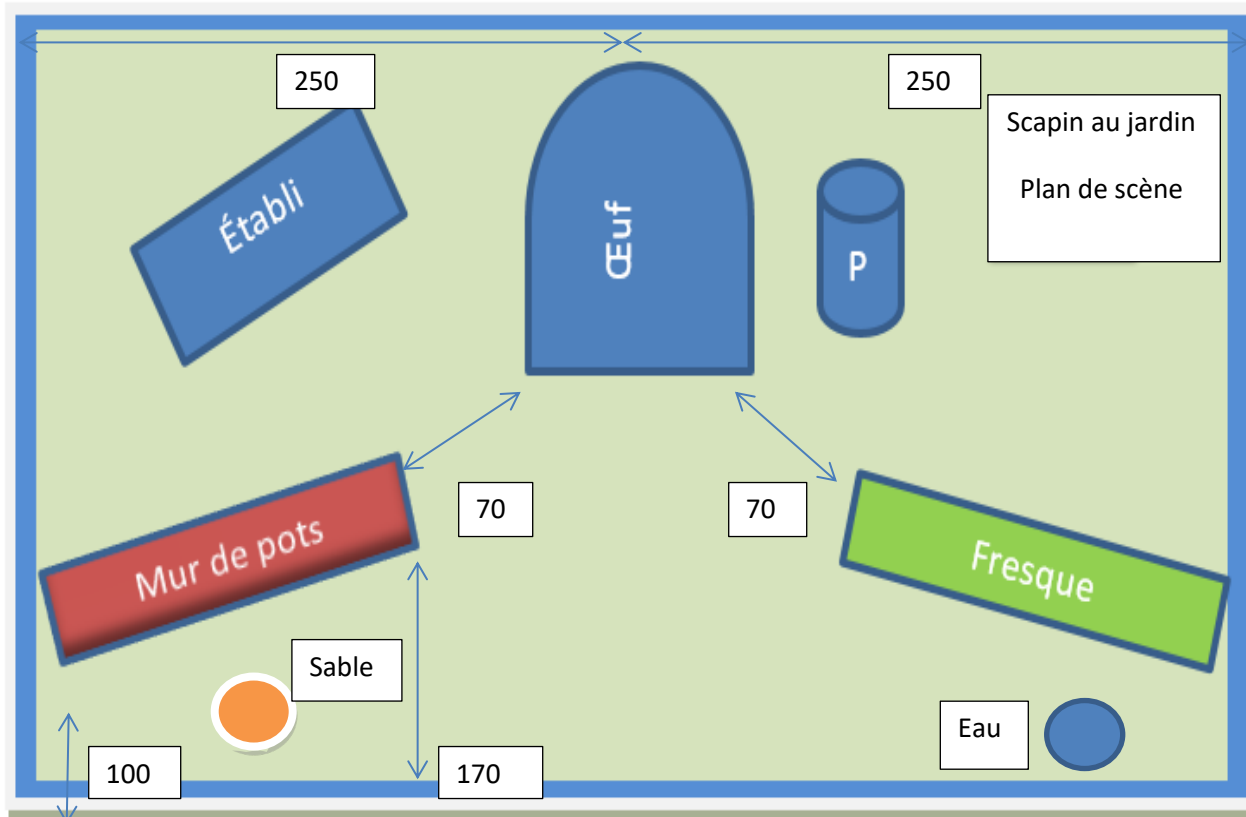 250
250
Scapin au jardin
Plan de scène
Établi
Œuf
P
70
70
Mur de pots
Fresque
Sable
Eau
100
170